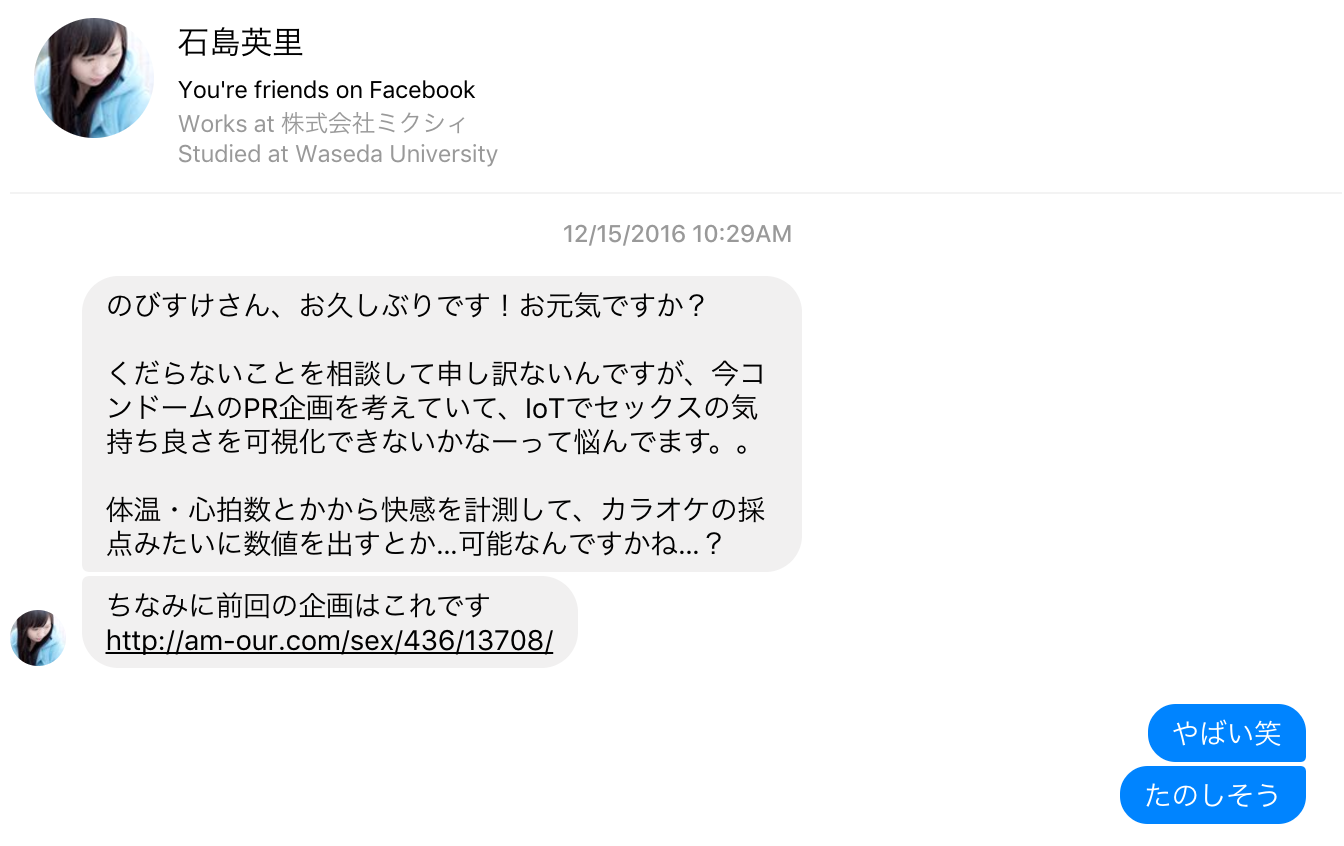 石島英里
You're friends on Facebook
Works at 株式会社ミクシィ
Studied at Waseda University
12/15/2016 10:29AM
のびすけさん、お久しぶりです！お元気ですか？
くだらないことを相談して申し訳ないんですが、今コ
ンドームのPR企画を考えていて、IoTでセックスの気
持ち良さを可視化できないかなーって悩んでます。。
体温・心拍数とかから快感を計測して、カラオケの採
点みたいに数値を出すとか...可能なんですかね...？
ちなみに前回の企画はこれです
http://am-our.com/sex/436/13708/
やばい笑
たのしそう